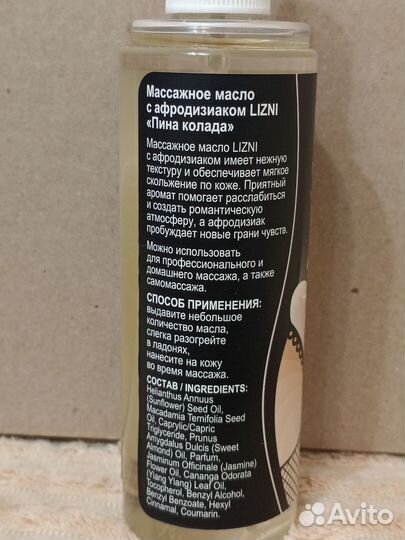 Массажное масло
с афродизиаком LIZNI
«Пина колада»
Массажное масло LIZNI
с афродизиаком имеет нежную
текстуру и обеспечивает мягкое
скольжение по коже. Приятный
аромат помогает расслабиться
и создать романтическую
атмосферу, а афродизиак
пробуждает новые грани чувств.
Можно использовать
для профессионального и
домашнего массажа, а также
самомассажа.
СПОСОБ ПРИМЕНЕНИЯ:
выдавите небольшое
количество масла,
слегка разогрейте
в ладонях,
нанесите на кожу
во время массажа.
СОСТАВ / INGREDIENTS:
Helianthus Annuus
(Sunflower) Seed Oil,
Macadamia Ternifolia Seed
Oil, Caprylic/Capric
Triglyceride, Prunus
Amygdalus Dulcis (Sweet
Almond) Oil, Parfum,
Jasminum Officinale (Jasmine)
Flower Oil, Cananga Odorata
(Ylang Ylang) Leaf Oil,
Tocopherol, Benzyl Alcohol,
Benzyl Benzoate, Hexyl
Cinnamal, Coumarin.
Avito